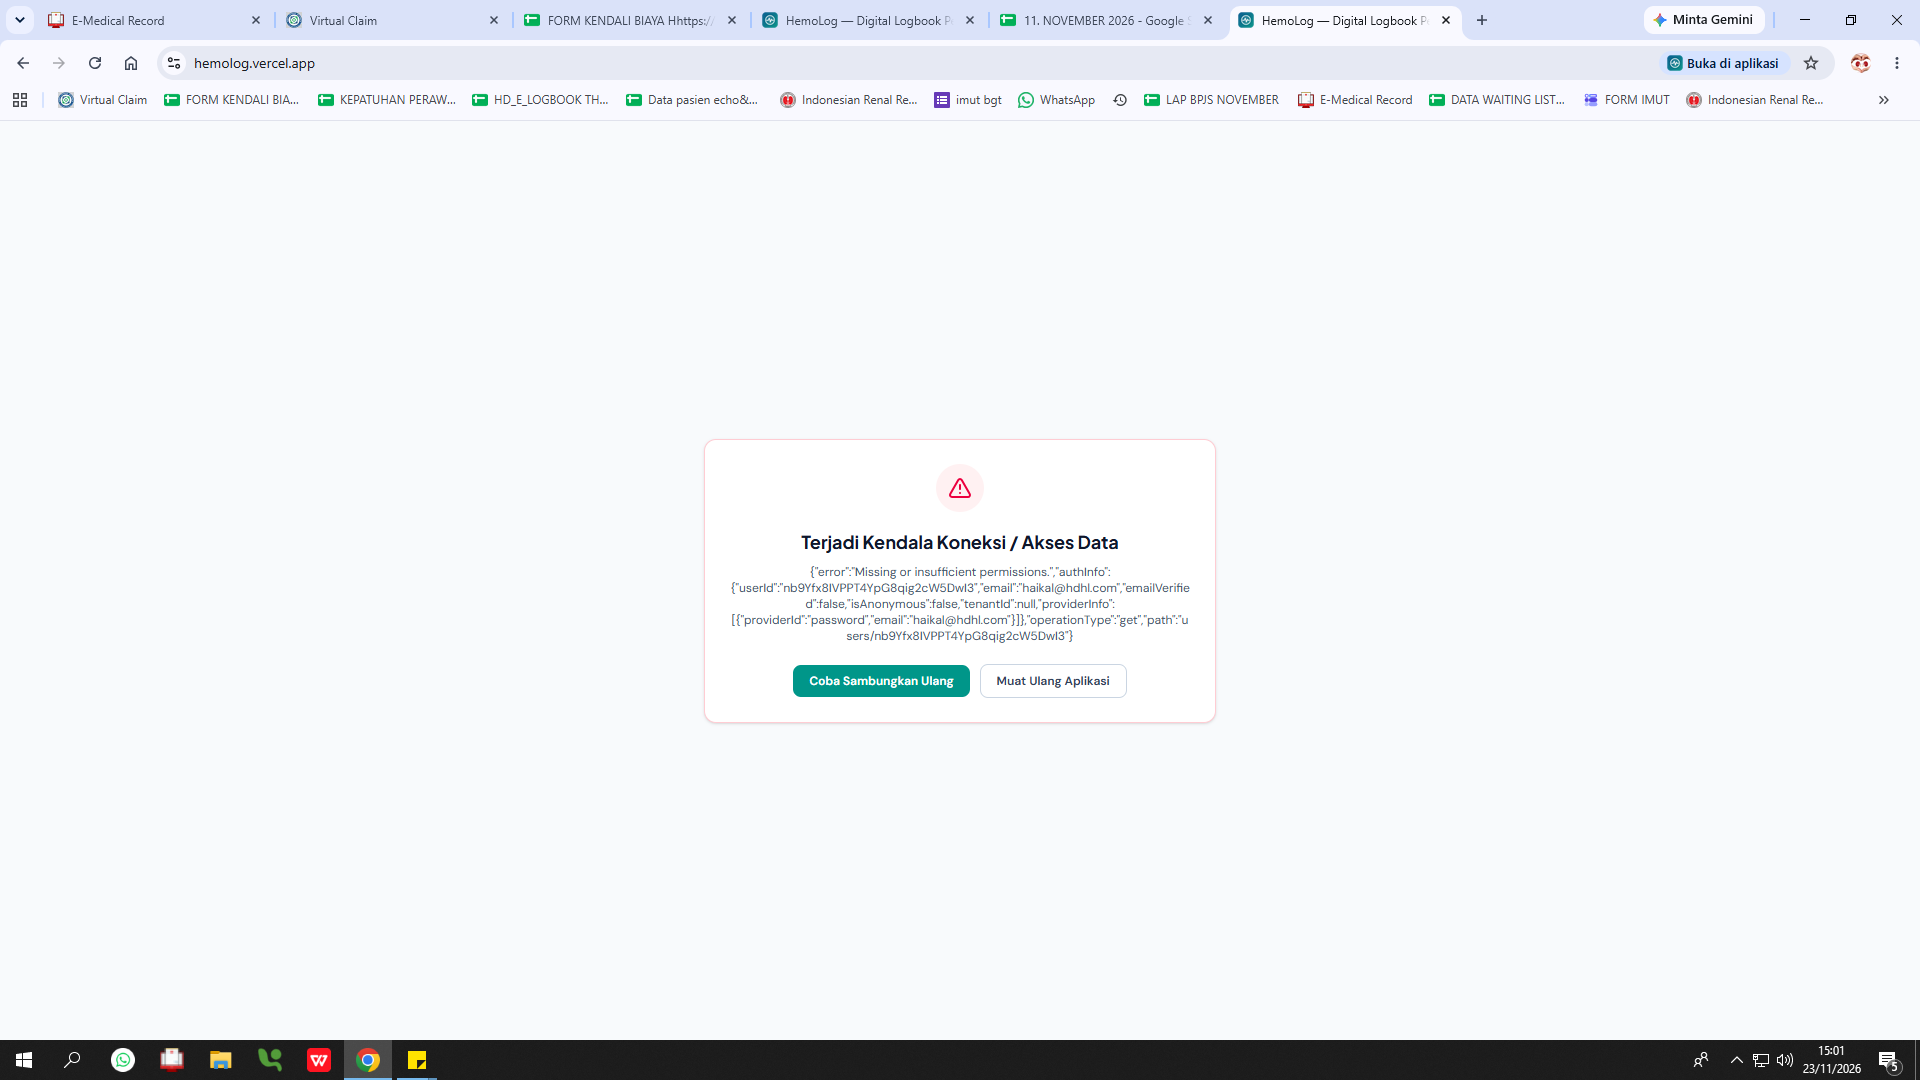 E-Medical Record
Virtual Claim
FORM KENDALI BIAYA Hhttps:/
HemoLog — Digital Logbook P
11. NOVEMBER 2026 - Google S
HemoLog — Digital Logbook P
Minta Gemini
hemolog.vercel.app
Buka di aplikasi
Virtual Claim
FORM KENDALI BIA...
KEPATUHAN PERAW...
HD_E_LOGBOOK TH...
Data pasien echo&...
Indonesian Renal Re...
imut bgt
WhatsApp
LAP BPJS NOVEMBER
E-Medical Record
DATA WAITING LIST...
FORM IMUT
Indonesian Renal Re...
Terjadi Kendala Koneksi / Akses Data
{"error":"Missing or insufficient permissions.","authInfo":
{"userId":"nb9Yfx8IVPPT4YpG8qig2cW5DwI3","email":"haikal@hdhl.com","emailVerifie
d":false,"isAnonymous":false,"tenantId":null,"providerInfo":
[{"providerId":"password","email":"haikal@hdhl.com"}]},"operationType":"get","path":"u
sers/nb9Yfx8IVPPT4YpG8qig2cW5DwI3"}
Coba Sambungkan Ulang
Muat Ulang Aplikasi
15:01
23/11/2026
5